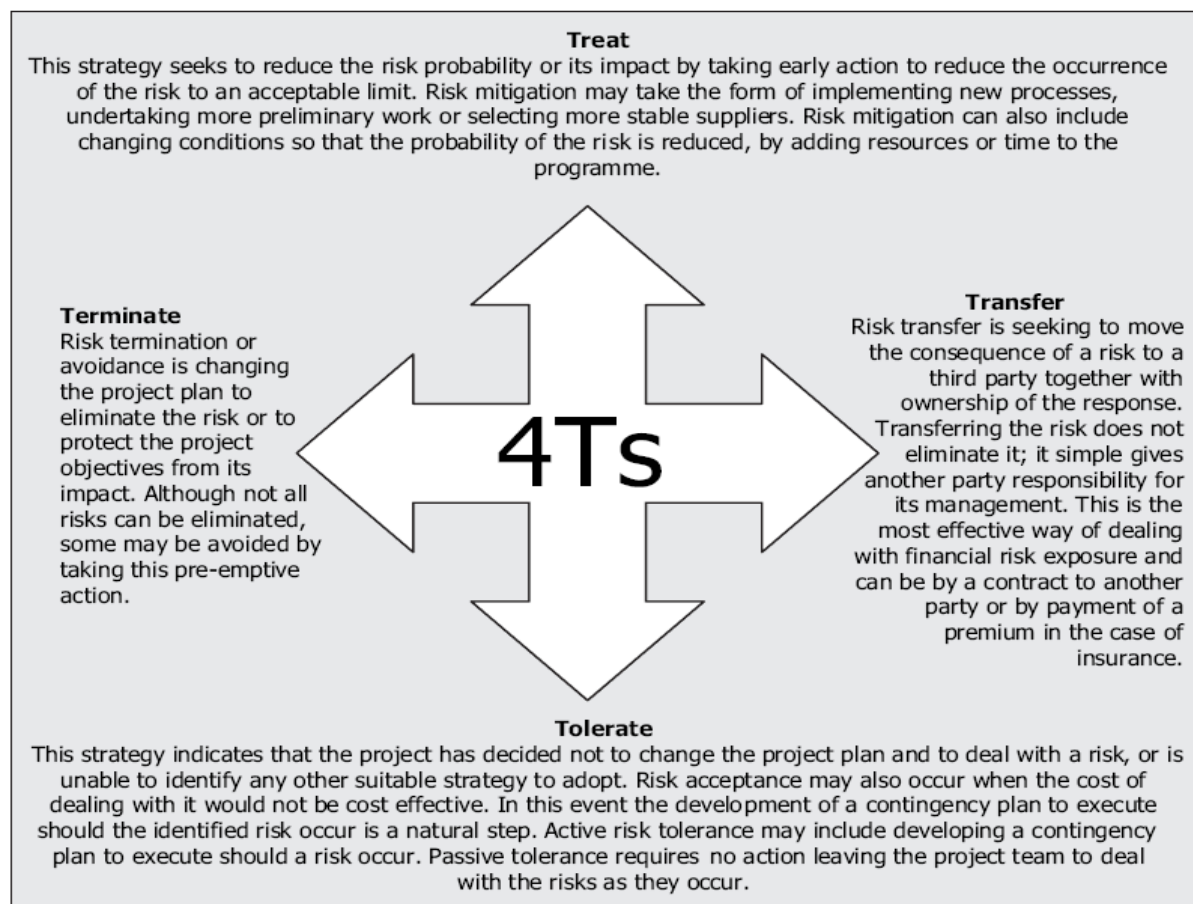 Treat
This strategy seeks to reduce the risk probability or its impact by taking early action to reduce the occurrence
of the risk to an acceptable limit. Risk mitigation may take the form of implementing new processes,
undertaking more preliminary work or selecting more stable suppliers. Risk mitigation can also include
changing conditions so that the probability of the risk is reduced, by adding resources or time to the
programme.
Terminate
Risk termination or
avoidance is changing
the project plan to
eliminate the risk or to
protect the project
objectives from its
impact. Although not all
risks can be eliminated,
some may be avoided by
taking this pre-emptive
action.
4Ts
Transfer
Risk transfer is seeking to move
the consequence of a risk to a
third party together with
ownership of the response.
Transferring the risk does not
eliminate it; it simple gives
another party responsibility for
its management. This is the
most effective way of dealing
with financial risk exposure and
can be by a contract to another
party or by payment of a
premium in the case of
insurance.
Tolerate
This strategy indicates that the project has decided not to change the project plan and to deal with a risk, or is
unable to identify any other suitable strategy to adopt. Risk acceptance may also occur when the cost of
dealing with it would not be cost effective. In this event the development of a contingency plan to execute
should the identified risk occur is a natural step. Active risk tolerance may include developing a contingency
plan to execute should a risk occur. Passive tolerance requires no action leaving the project team to deal
with the risks as they occur.